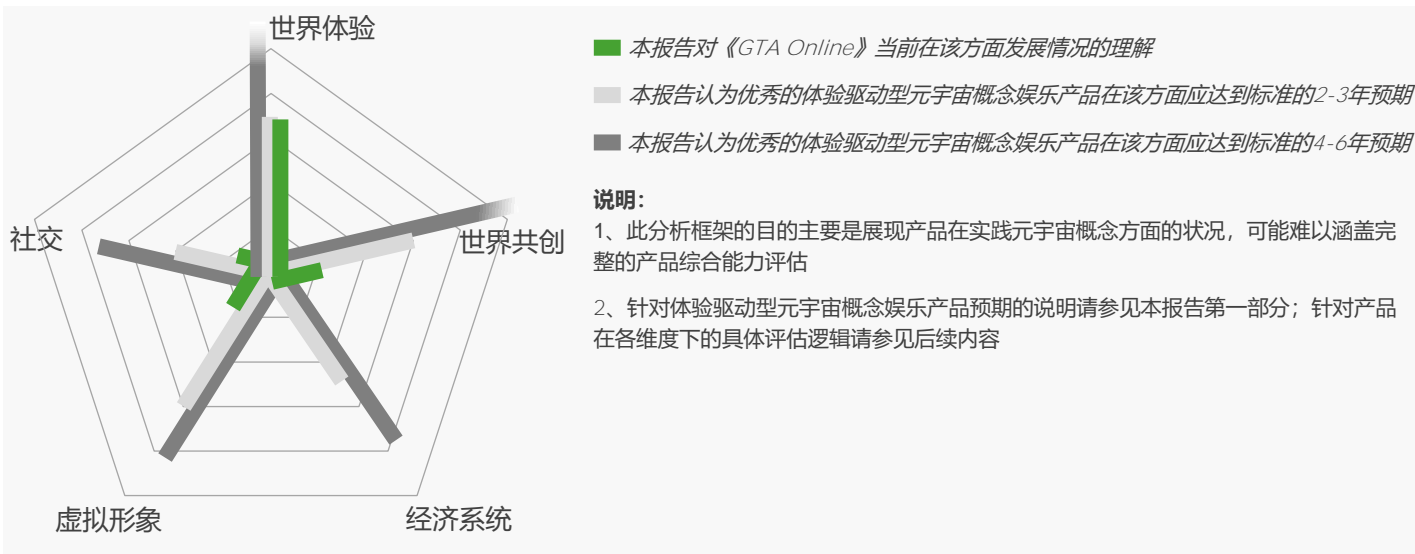 世界体验
社交
世界共创
虚拟形象
经济系统
本报告对《GTA Online》当前在该方面发展情况的理解
本报告认为优秀的体验驱动型元宇宙概念娱乐产品在该方面应达到标准的2-3年预期
本报告认为优秀的体验驱动型元宇宙概念娱乐产品在该方面应达到标准的4-6年预期
说明：
1、此分析框架的目的主要是展现产品在实践元宇宙概念方面的状况，可能难以涵盖完
整的产品综合能力评估
2、针对体验驱动型元宇宙概念娱乐产品预期的说明请参见本报告第一部分；针对产品
在各维度下的具体评估逻辑请参见后续内容